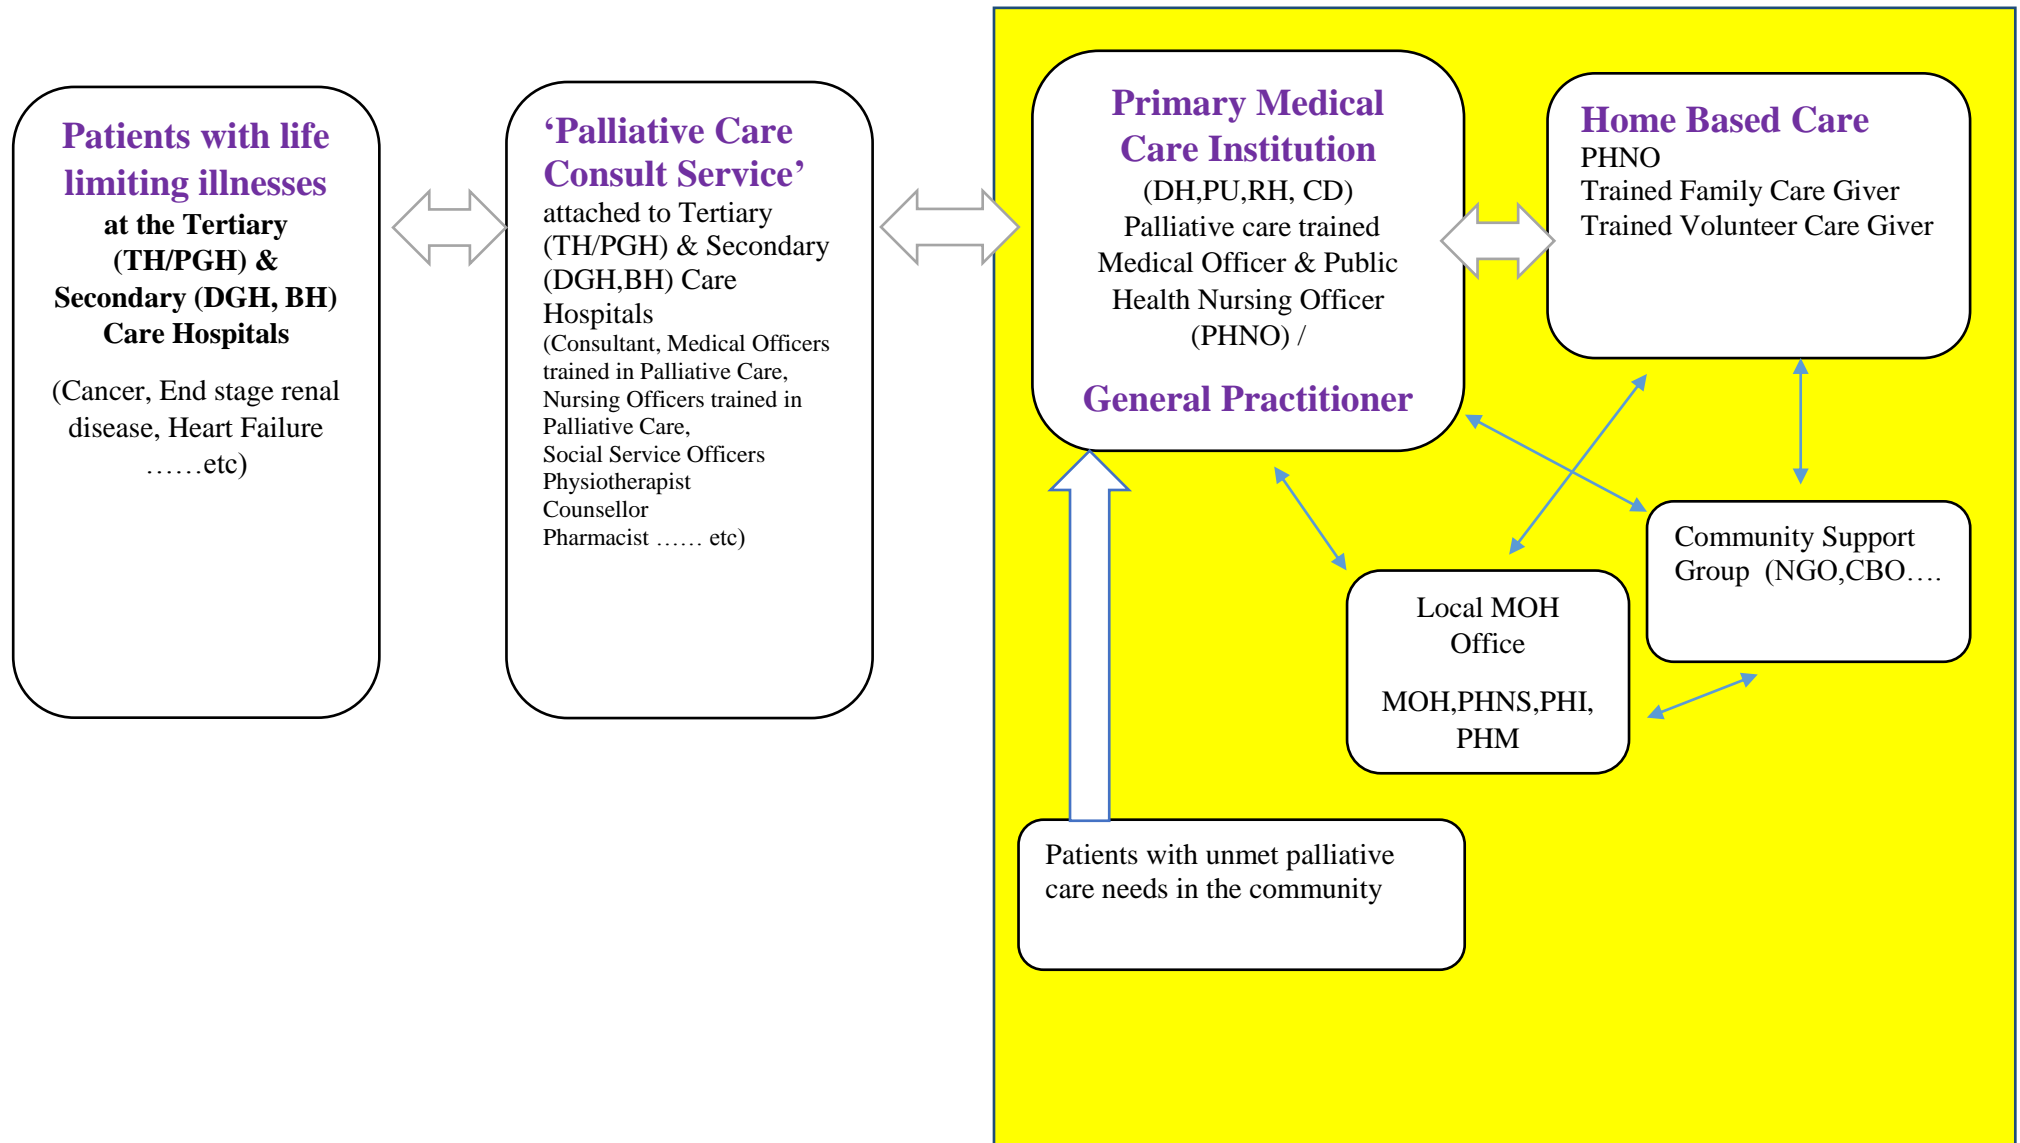 Patients with life
limiting illnesses
at the Tertiary
(TH/PGH) &
Secondary (DGH, BH)
Care Hospitals
(Cancer, End stage renal
disease, Heart Failure
……etc)
‘Palliative Care
Consult Service’
attached to Tertiary
(TH/PGH) & Secondary
(DGH,BH) Care
Hospitals
(Consultant, Medical Officers
trained in Palliative Care,
Nursing Officers trained in
Palliative Care,
Social Service Officers
Physiotherapist
Counsellor
Pharmacist …… etc)
Primary Medical
Care Institution
(DH,PU,RH, CD)
Palliative care trained
Medical Officer & Public
Health Nursing Officer
(PHNO) /
General Practitioner
Home Based Care
PHNO
Trained Family Care Giver
Trained Volunteer Care Giver
Community Support
Group (NGO,CBO….
Local MOH
Office
MOH,PHNS,PHI,
PHM
Patients with unmet palliative
care needs in the community